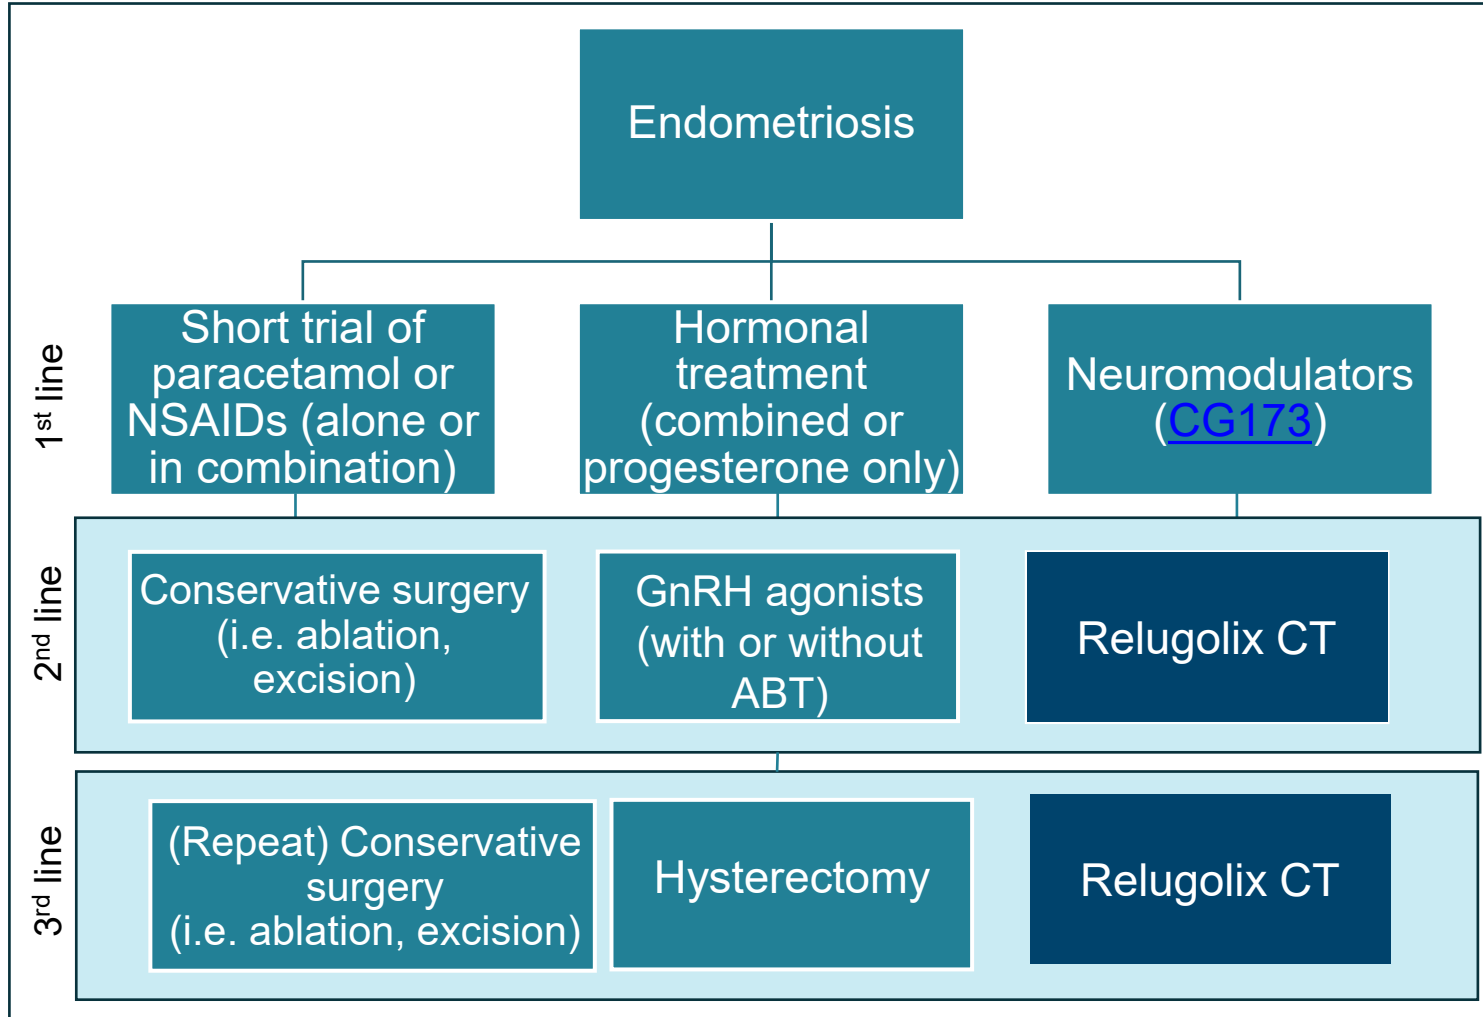 Endometriosis
1st line
Short trial of
paracetamol or
NSAIDs (alone or
in combination)
Hormonal
treatment
(combined or
progesterone only)
Neuromodulators
(CG173)
2nd line
Conservative surgery
(i.e. ablation,
excision)
GnRH agonists
(with or without
ABT)
Relugolix CT
3rd line
(Repeat) Conservative
surgery
(i.e. ablation, excision)
Hysterectomy
Relugolix CT